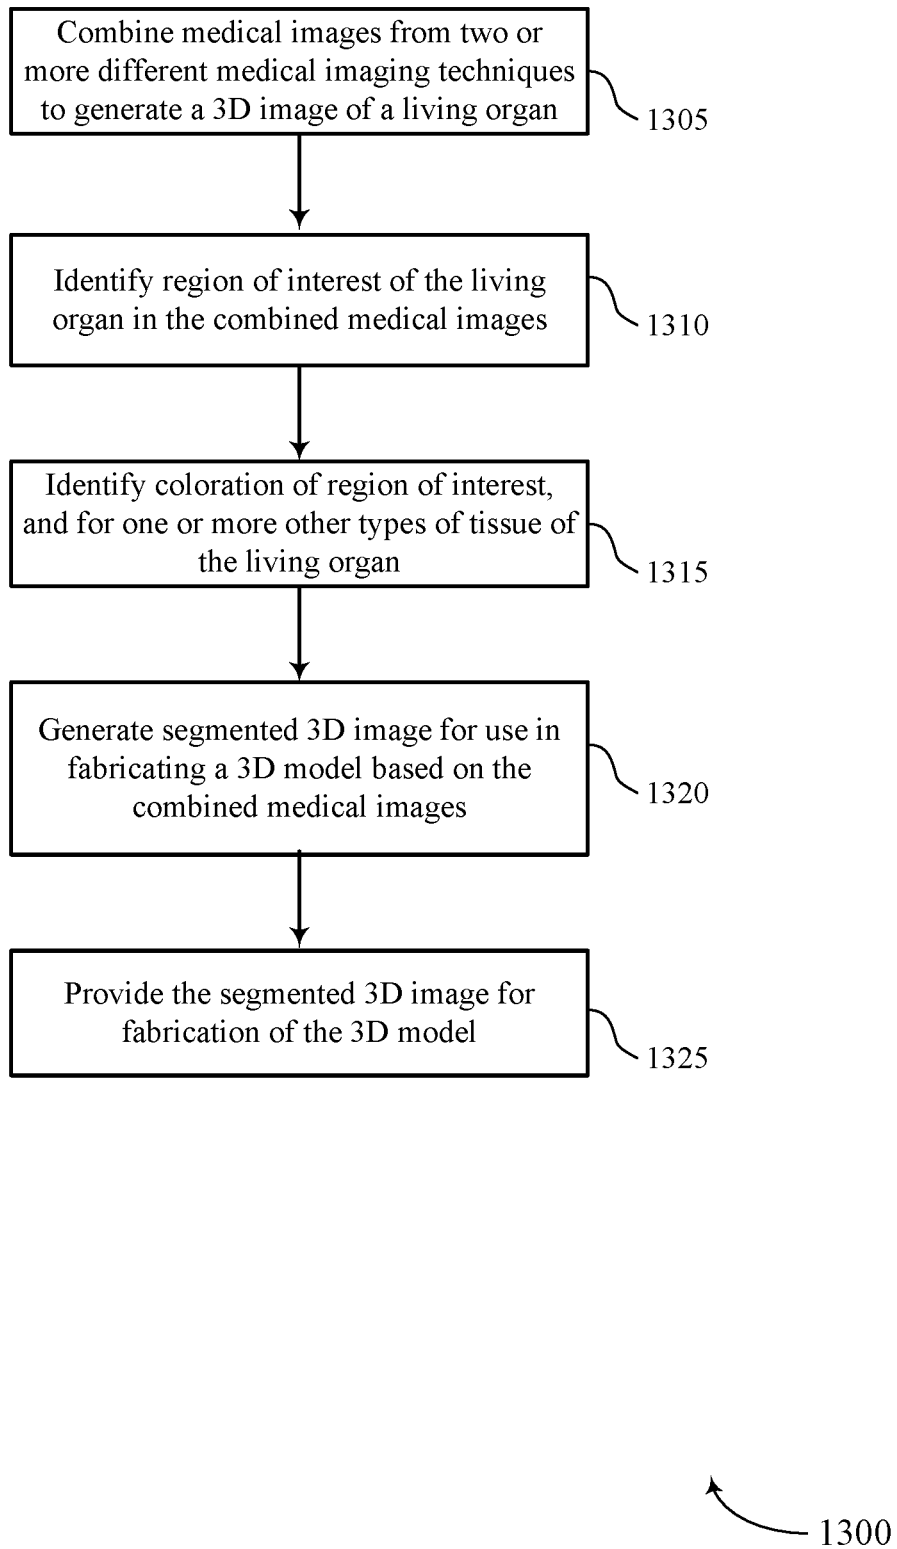 Combine medical images from two or
more different medical imaging techniques
to generate a 3D image of a living organ
1305
Identify region of interest of the living
organ in the combined medical images
1310
Identify coloration of region of interest,
and for one or more other types of tissue of
the living organ
1315
Generate segmented 3D image for use in
fabricating a 3D model based on the
combined medical images
1320
Provide the segmented 3D image for
fabrication of the 3D model
1325
1300